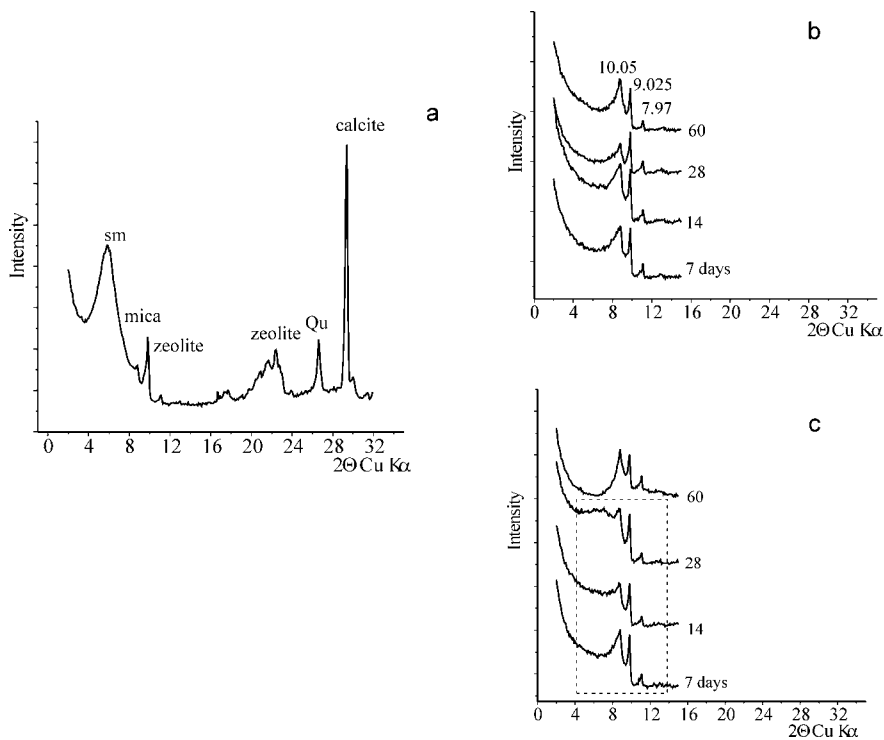 a
Intensity
calcite
sm
mica
zeolite
zeolite
Qu
0 4 8 12 16 20 24 28 32
2Θ Cu Kα
b
Intensity
10.05
9.025
7.97
60
28
14
7 days
0 4 8 12 16 20 24 28 32
2Θ Cu Kα
c
Intensity
60
28
14
7 days
0 4 8 12 16 20 24 28 32
2Θ Cu Kα